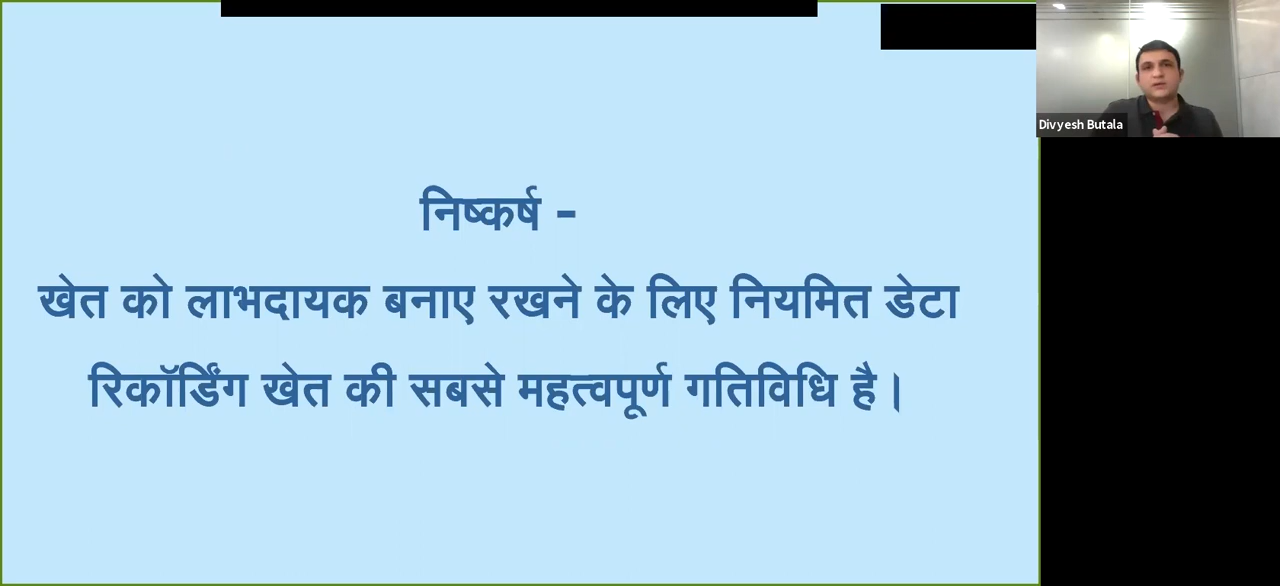 निष्कर्ष -
खेत को लाभदायक बनाए रखने के लिए नियमित डेटा
रिकॉर्डिंग खेत की सबसे महत्वपूर्ण गतिविधि है।
Divyesh Butala